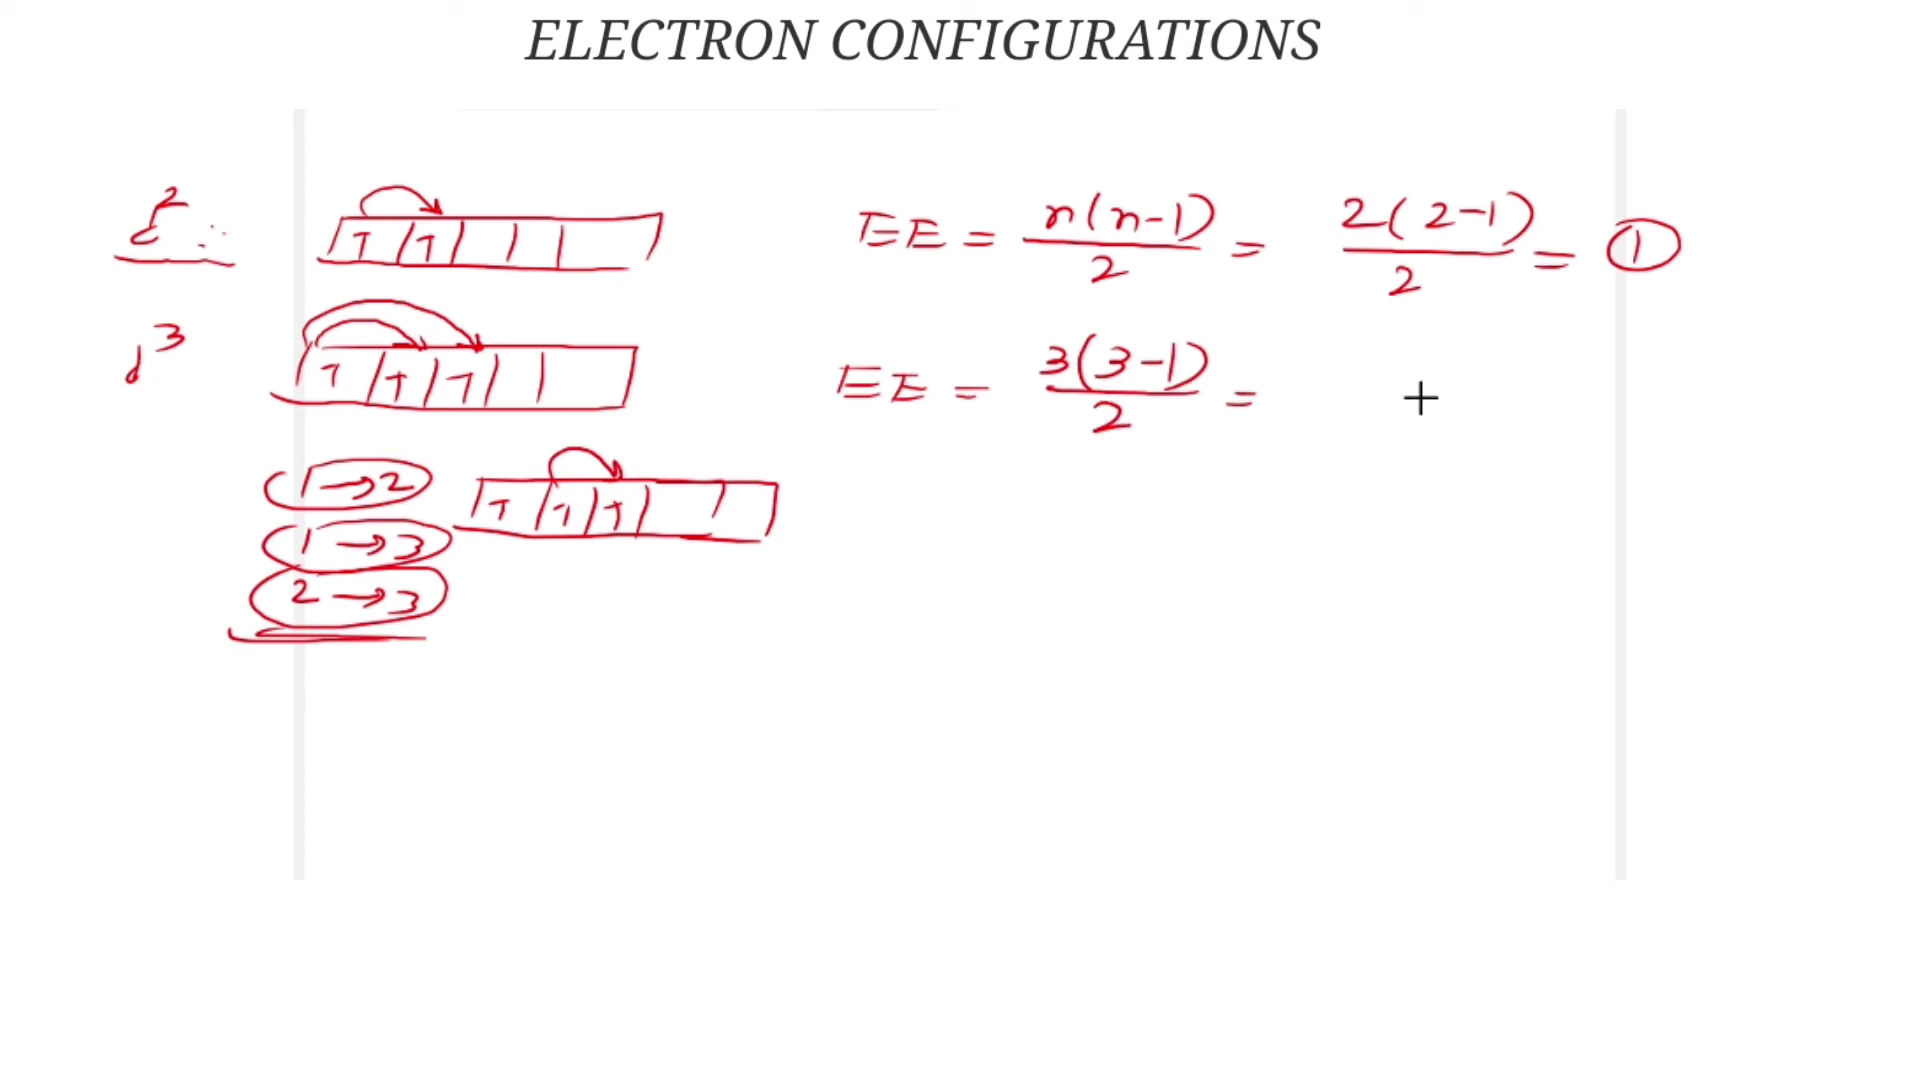 ELECTRON CONFIGURATIONS
d² :
↑ ↑
EE = n(n-1)/2 = 2(2-1)/2 = 1
d³
↑ ↑ ↑
EE = 3(3-1)/2 =
1→2
↑ ↑ ↑
1→3
2→3